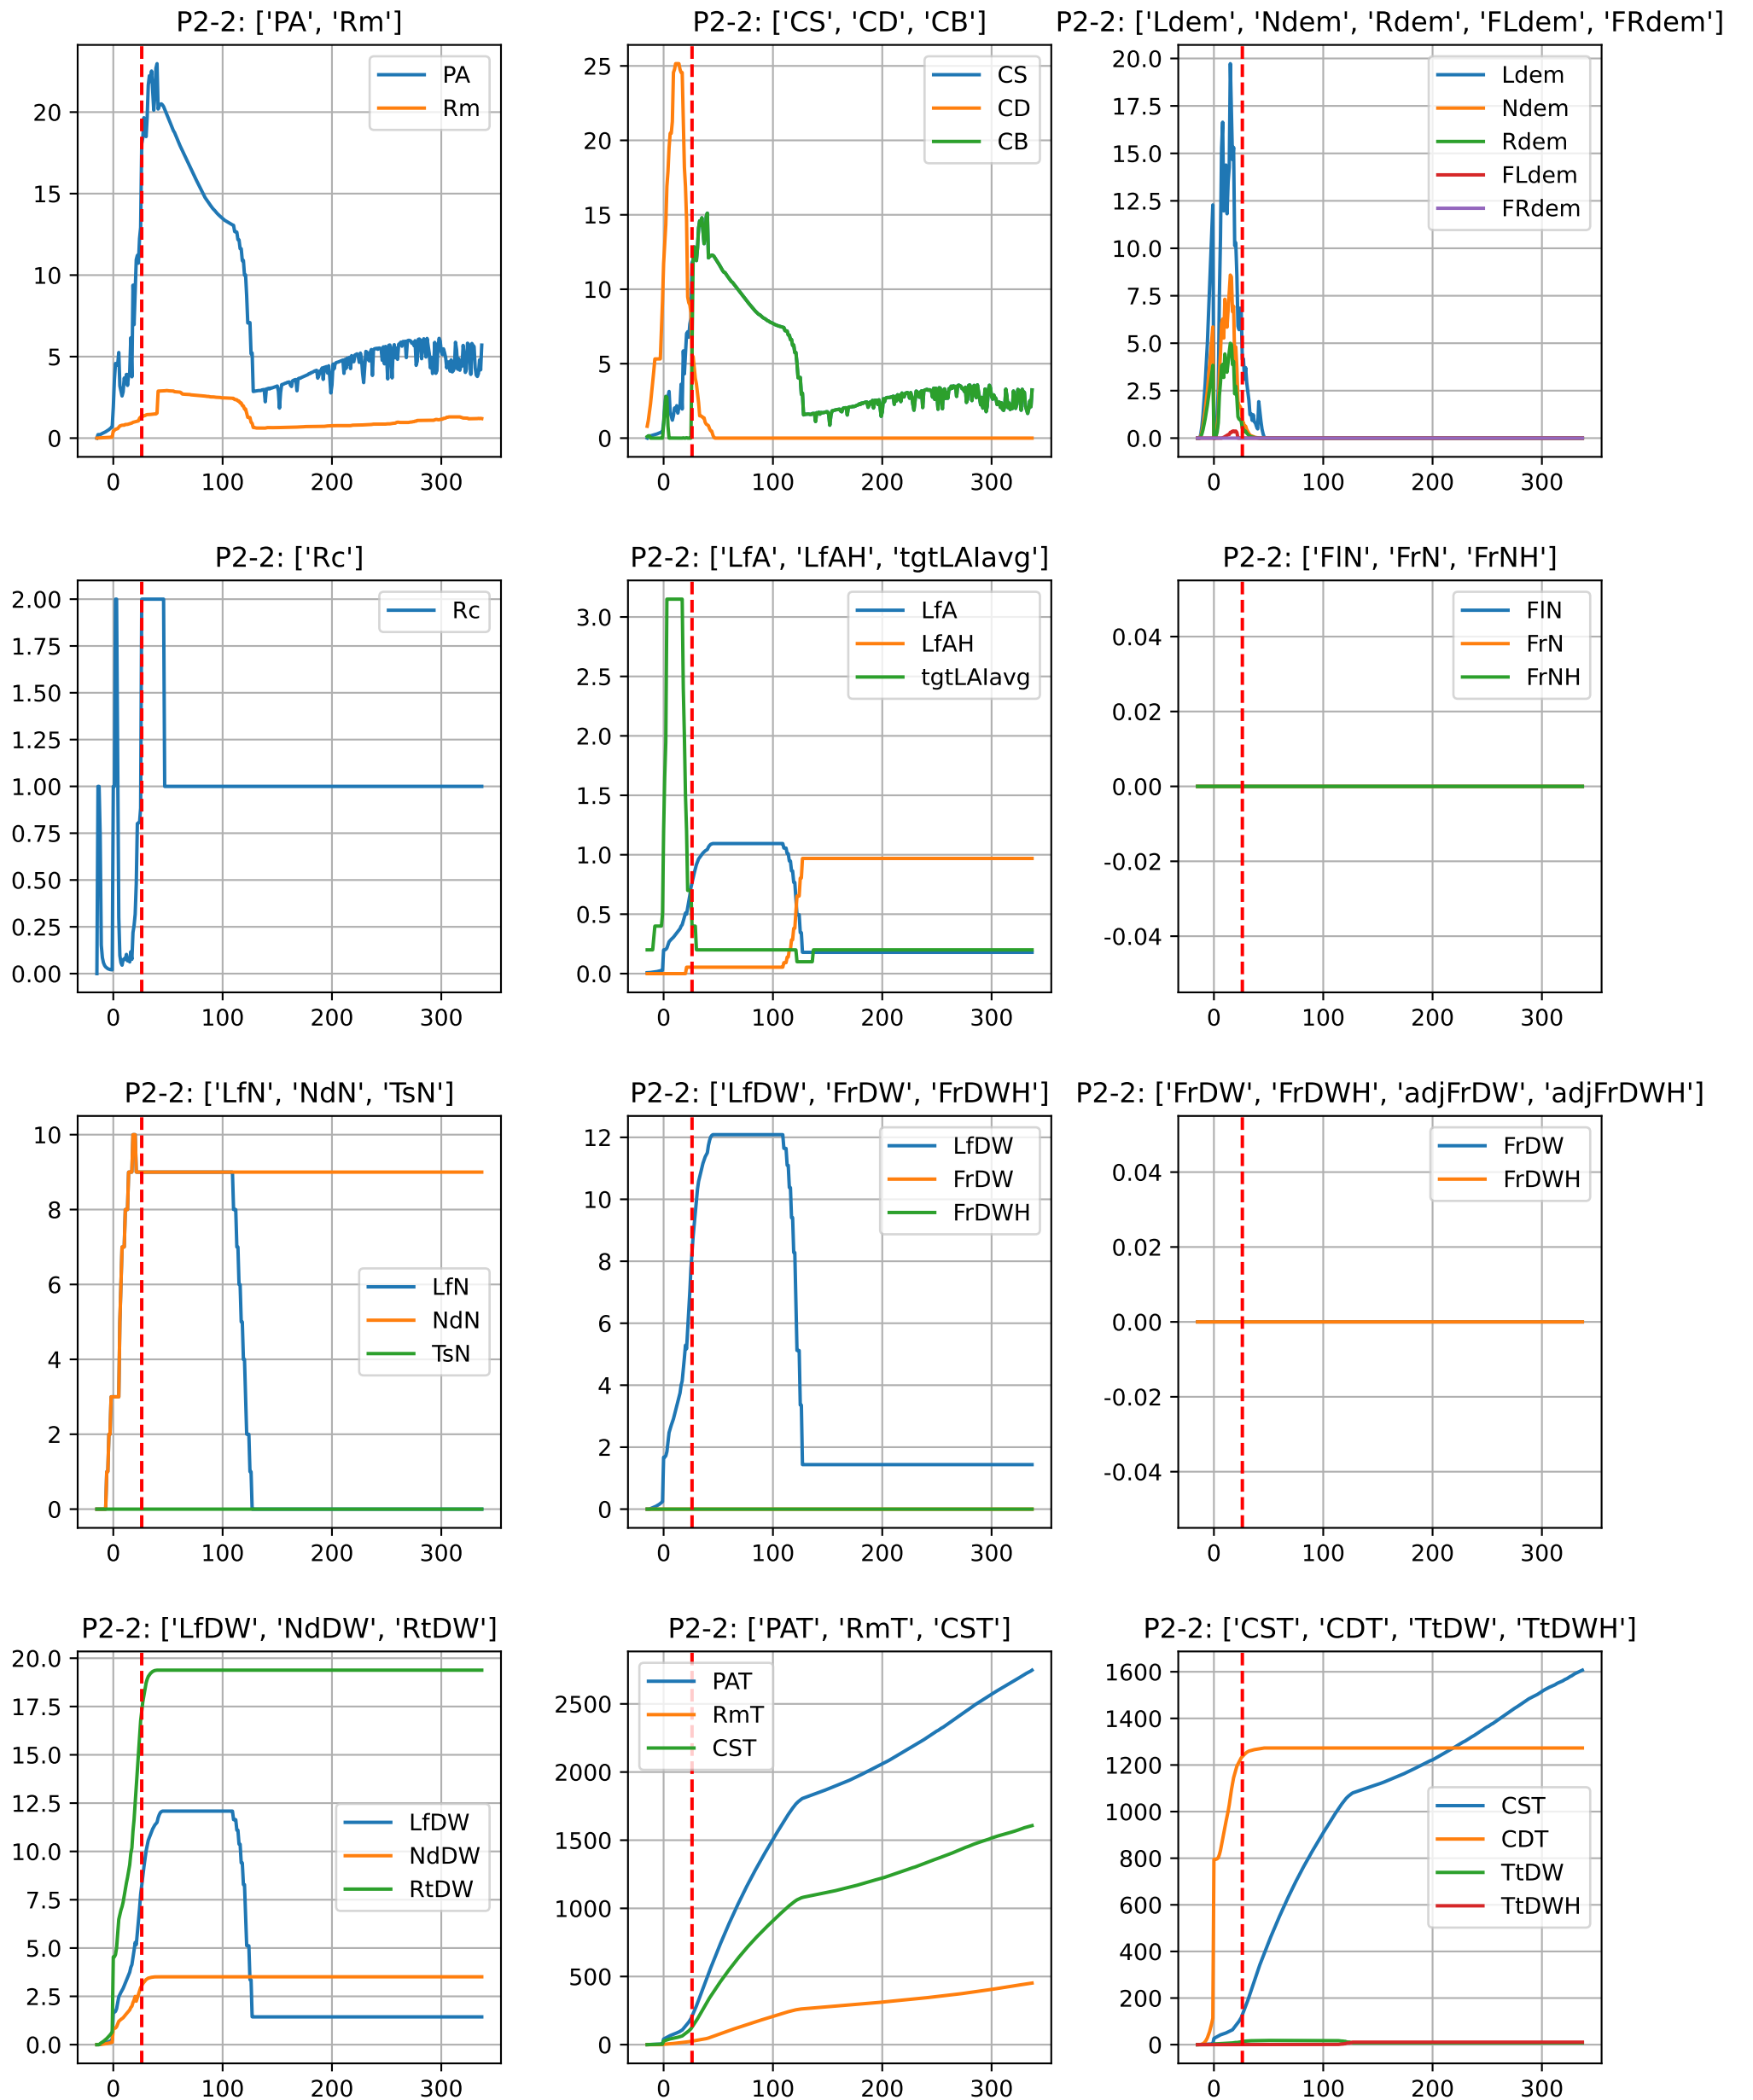 P2-2: ['PA', 'Rm']
PA
Rm
20
15
10
5
0
0 100 200 300
P2-2: ['CS', 'CD', 'CB']
CS
CD
CB
25
20
15
10
5
0
0 100 200 300
P2-2: ['Ldem', 'Ndem', 'Rdem', 'FLdem', 'FRdem']
Ldem
Ndem
Rdem
FLdem
FRdem
20.0
17.5
15.0
12.5
10.0
7.5
5.0
2.5
0.0
0 100 200 300
P2-2: ['Rc']
Rc
2.00
1.75
1.50
1.25
1.00
0.75
0.50
0.25
0.00
0 100 200 300
P2-2: ['LfA', 'LfAH', 'tgtLAIavg']
LfA
LfAH
tgtLAIavg
3.0
2.5
2.0
1.5
1.0
0.5
0.0
0 100 200 300
P2-2: ['FlN', 'FrN', 'FrNH']
FlN
FrN
FrNH
0.04
0.02
0.00
-0.02
-0.04
0 100 200 300
P2-2: ['LfN', 'NdN', 'TsN']
LfN
NdN
TsN
10
8
6
4
2
0
0 100 200 300
P2-2: ['LfDW', 'FrDW', 'FrDWH']
LfDW
FrDW
FrDWH
12
10
8
6
4
2
0
0 100 200 300
P2-2: ['FrDW', 'FrDWH', 'adjFrDW', 'adjFrDWH']
FrDW
FrDWH
0.04
0.02
0.00
-0.02
-0.04
0 100 200 300
P2-2: ['LfDW', 'NdDW', 'RtDW']
LfDW
NdDW
RtDW
20.0
17.5
15.0
12.5
10.0
7.5
5.0
2.5
0.0
0 100 200 300
P2-2: ['PAT', 'RmT', 'CST']
PAT
RmT
CST
2500
2000
1500
1000
500
0
0 100 200 300
P2-2: ['CST', 'CDT', 'TtDW', 'TtDWH']
CST
CDT
TtDW
TtDWH
1600
1400
1200
1000
800
600
400
200
0
0 100 200 300